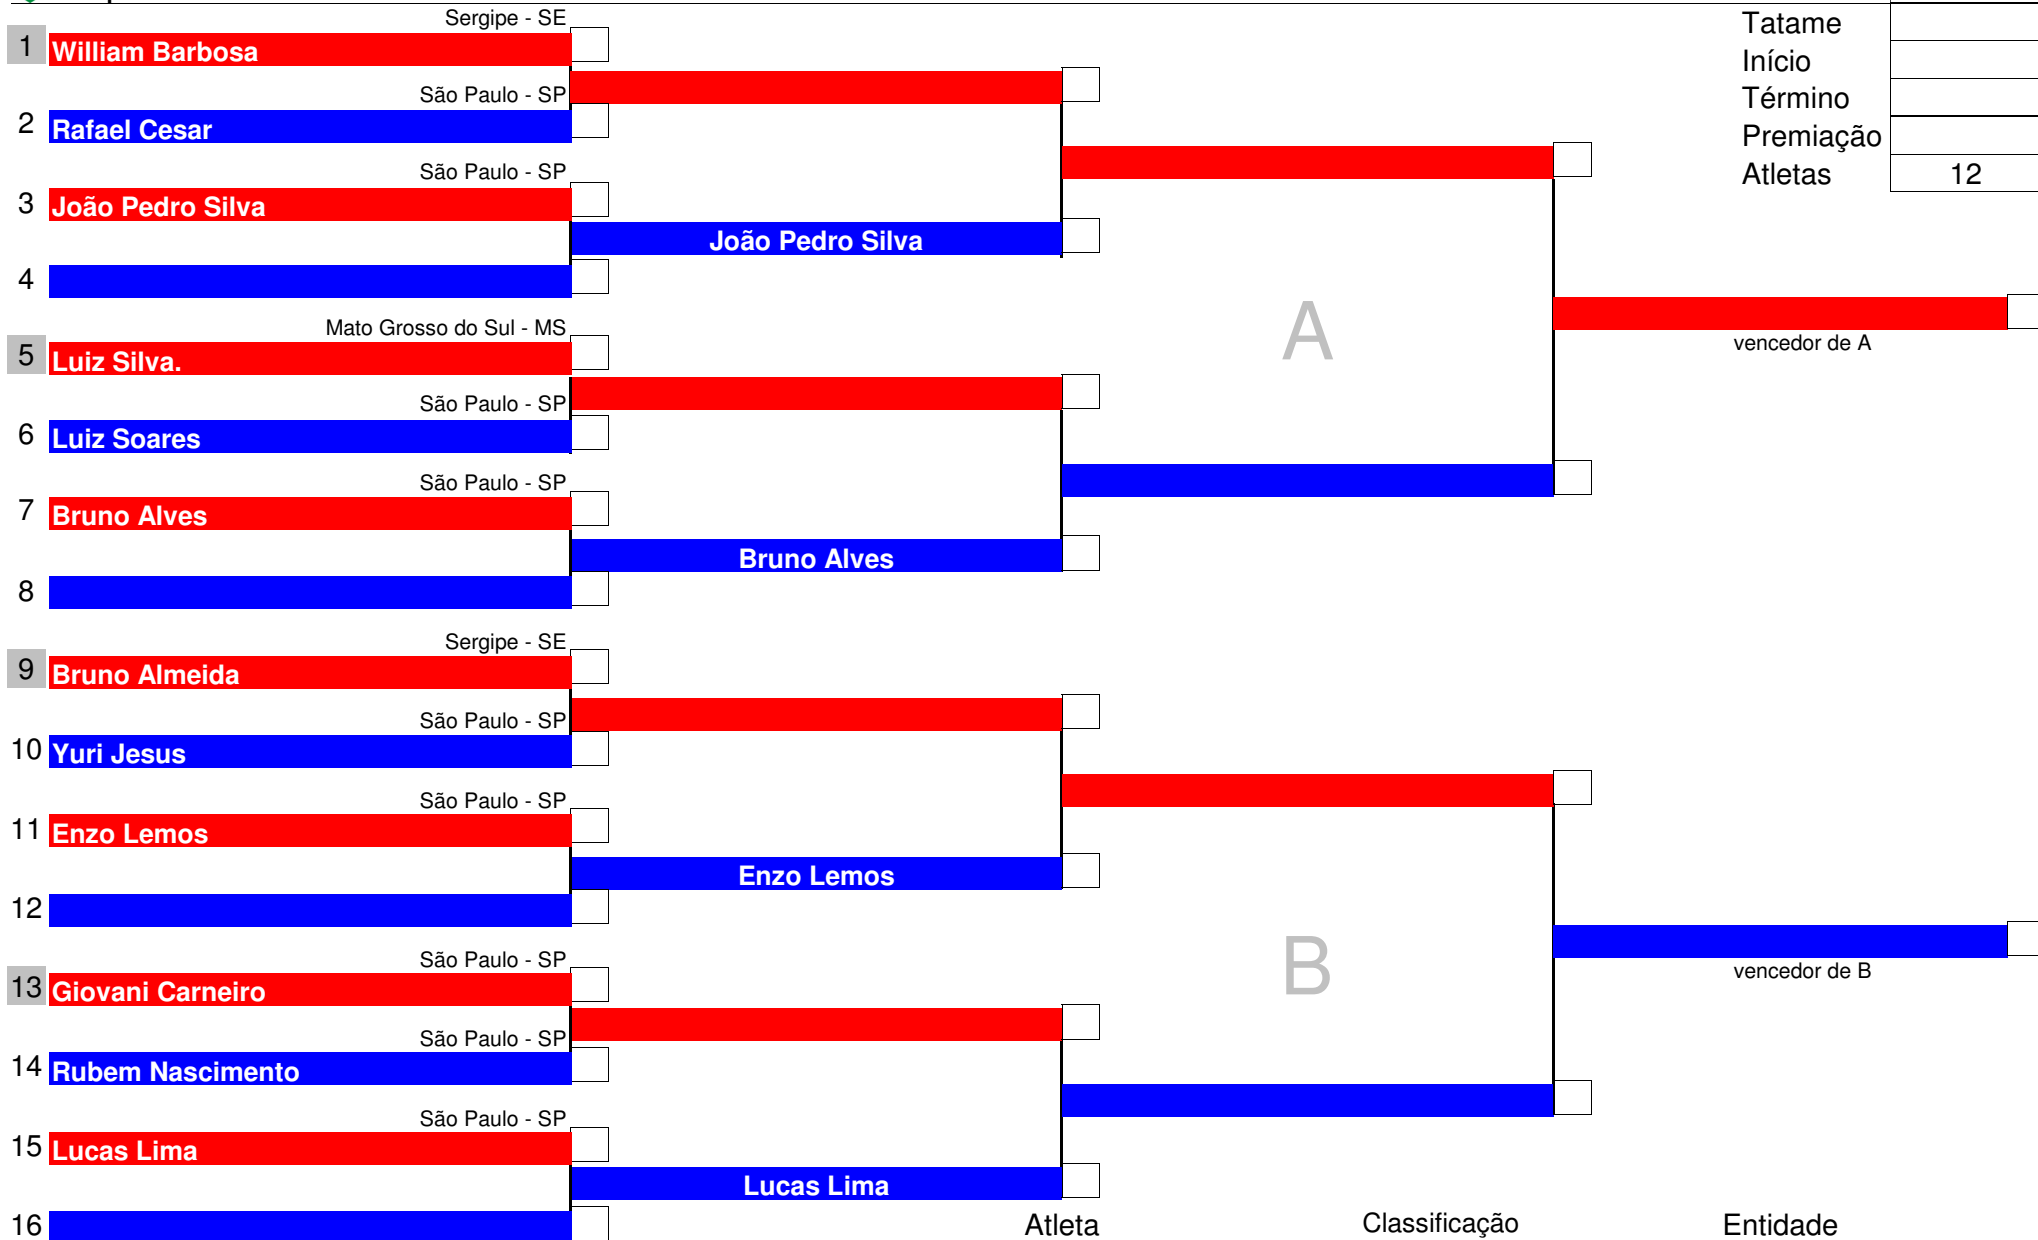 Sergipe - SE
1 William Barbosa
São Paulo - SP
2 Rafael Cesar
São Paulo - SP
3 João Pedro Silva
João Pedro Silva
4
Mato Grosso do Sul - MS
5 Luiz Silva.
São Paulo - SP
6 Luiz Soares
São Paulo - SP
7 Bruno Alves
Bruno Alves
8
Sergipe - SE
9 Bruno Almeida
São Paulo - SP
10 Yuri Jesus
São Paulo - SP
11 Enzo Lemos
Enzo Lemos
12
São Paulo - SP
13 Giovani Carneiro
São Paulo - SP
14 Rubem Nascimento
São Paulo - SP
15 Lucas Lima
Lucas Lima
16
A
B
vencedor de A
vencedor de B
Tatame
Início
Término
Premiação
Atletas 12
Atleta Classificação Entidade